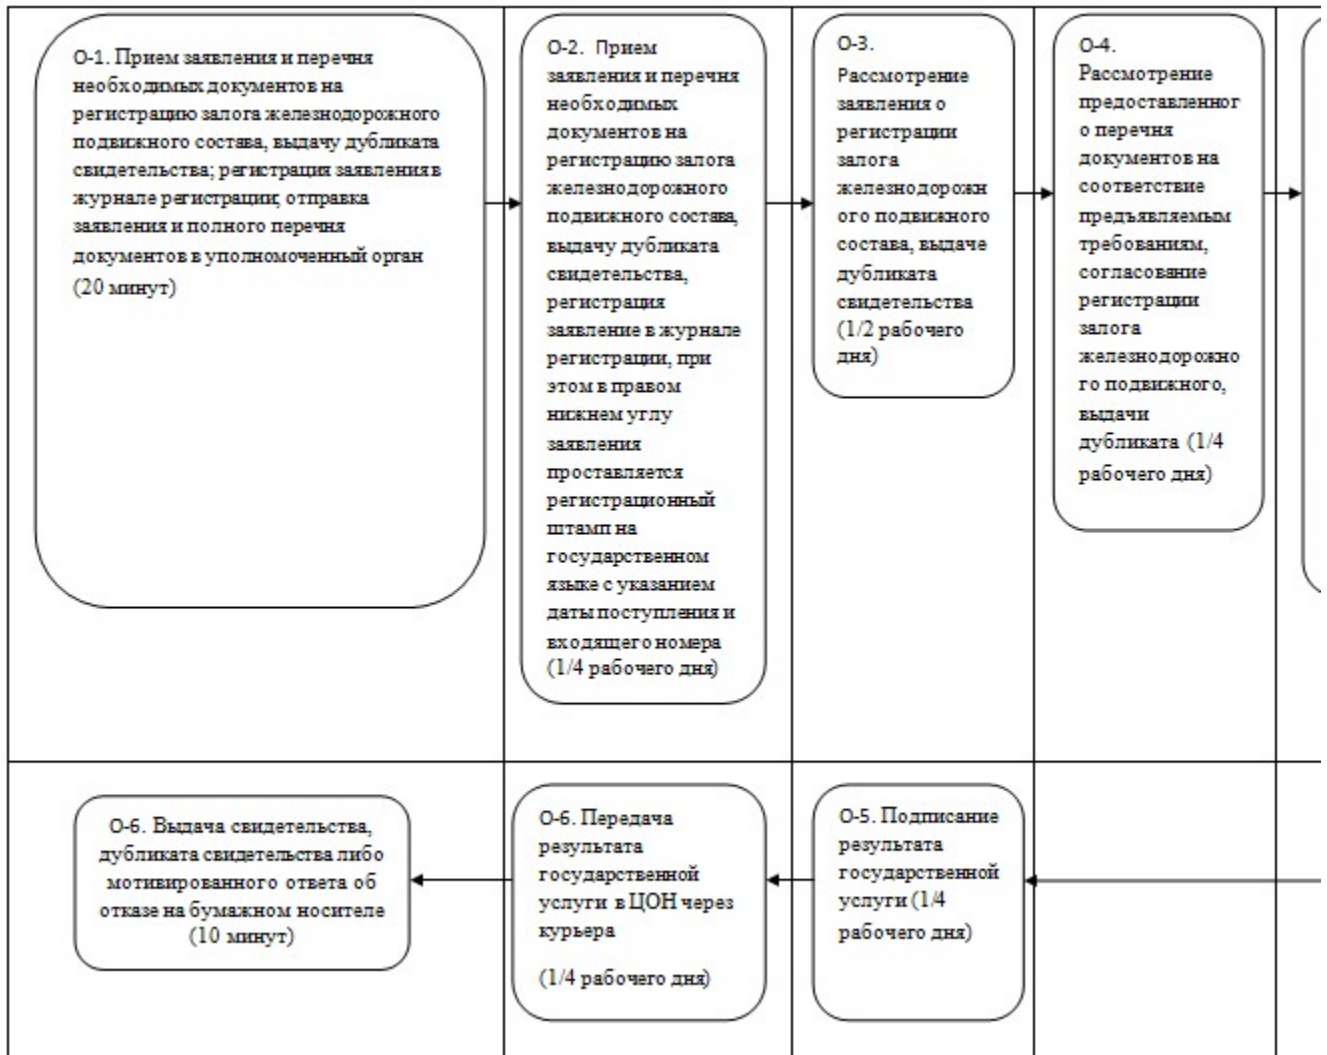 О-1. Прием заявления и перечня
необходимых документов на
регистрацию залога железнодорожного
подвижного состава, выдачу дубликата
свидетельства; регистрация заявления в
журнале регистрации; отправка
заявления и полного перечня
документов в уполномоченный орган
(20 минут)
О-2. Прием
заявления и перечня
необходимых
документов на
регистрацию залога
железнодорожного
подвижного состава,
выдачу дубликата
свидетельства,
регистрация
заявление в журнале
регистрации, при
этом в правом
нижнем углу
заявления
проставляется
регистрационный
штамп на
государственном
языке с указанием
даты поступления и
входящего номера
(1/4 рабочего дня)
О-3.
Рассмотрение
заявления о
регистрации
залога
железнодорожн
ого подвижного
состава, выдаче
дубликата
свидетельства
(1/2 рабочего
дня)
О-4.
Рассмотрение
предоставленног
о перечня
документов на
соответствие
предъявляемым
требованиям,
согласование
регистрации
залога
железнодорожно
го подвижного,
выдачи
дубликата (1/4
рабочего дня)
О-6. Выдача свидетельства,
дубликата свидетельства либо
мотивированного ответа об
отказе на бумажном носителе
(10 минут)
О-6. Передача
результата
государственной
услуги в ЦОН через
курьера
(1/4 рабочего дня)
О-5. Подписание
результата
государственной
услуги (1/4
рабочего дня)